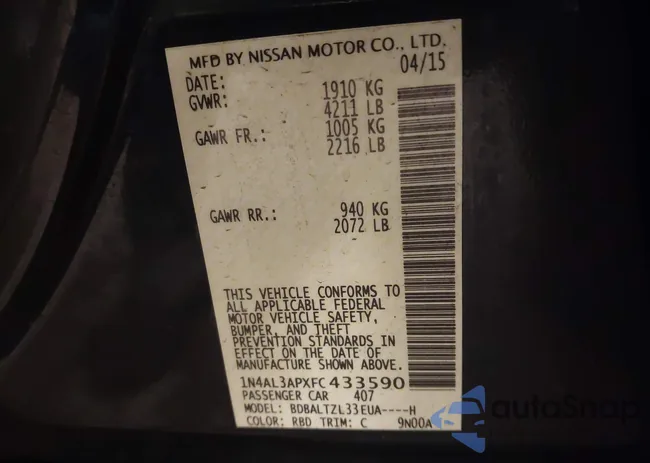 MFD BY NISSAN MOTOR CO., LTD.
DATE: 04/15
GVWR: 1910 KG
4211 LB
GAWR FR.: 1005 KG
2216 LB
GAWR RR.: 940 KG
2072 LB
THIS VEHICLE CONFORMS TO
ALL APPLICABLE FEDERAL
MOTOR VEHICLE SAFETY,
BUMPER, AND THEFT
PREVENTION STANDARDS IN
EFFECT ON THE DATE OF
MANUFACTURE SHOWN ABOVE.
1N4AL3APXFC433590
PASSENGER CAR 407
MODEL: BDBALTZL33EUA----H
COLOR: RBD TRIM: C 9N00A
autoSnap